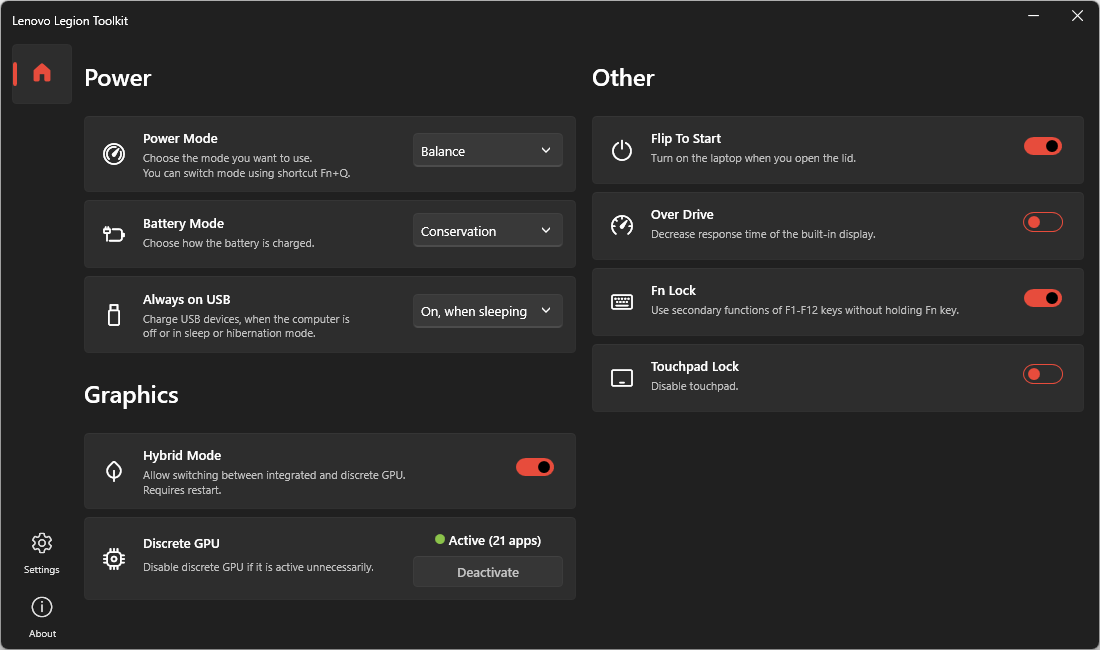 Lenovo Legion Toolkit
Power
Power Mode
Choose the mode you want to use.
You can switch mode using shortcut Fn+Q.
Balance
Battery Mode
Choose how the battery is charged.
Conservation
Always on USB
Charge USB devices, when the computer is
off or in sleep or hibernation mode.
On, when sleeping
Graphics
Hybrid Mode
Allow switching between integrated and discrete GPU.
Requires restart.
Discrete GPU
Disable discrete GPU if it is active unnecessarily.
Active (21 apps)
Deactivate
Other
Flip To Start
Turn on the laptop when you open the lid.
Over Drive
Decrease response time of the built-in display.
Fn Lock
Use secondary functions of F1-F12 keys without holding Fn key.
Touchpad Lock
Disable touchpad.
Settings
About